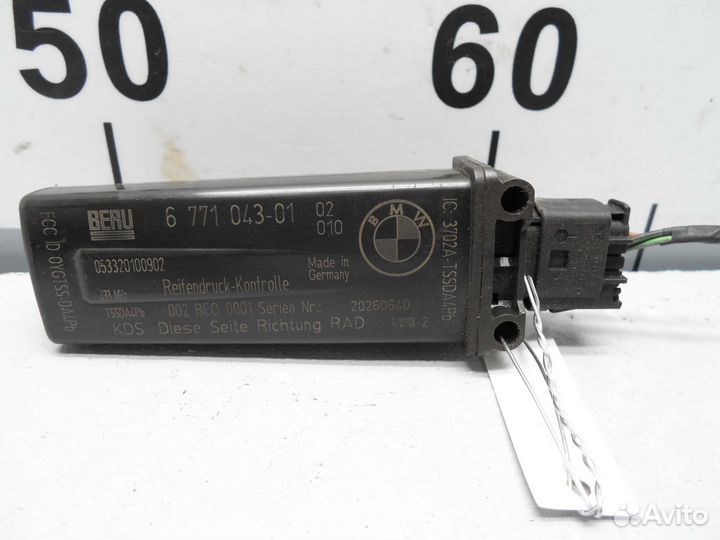 50
60
BERU
6 771 043-01
02
010
BMW
053320100902
Made in
Germany
433 MHz
Reifendruck-Kontrolle
TSSDA4Pb
002 BE0 0001 Serien Nr.: 20260640
KDS Diese Seite Richtung RAD
FCC ID OYGTSS-DA4Pb
IC: 3702A-TSSDA4Pb
Avito